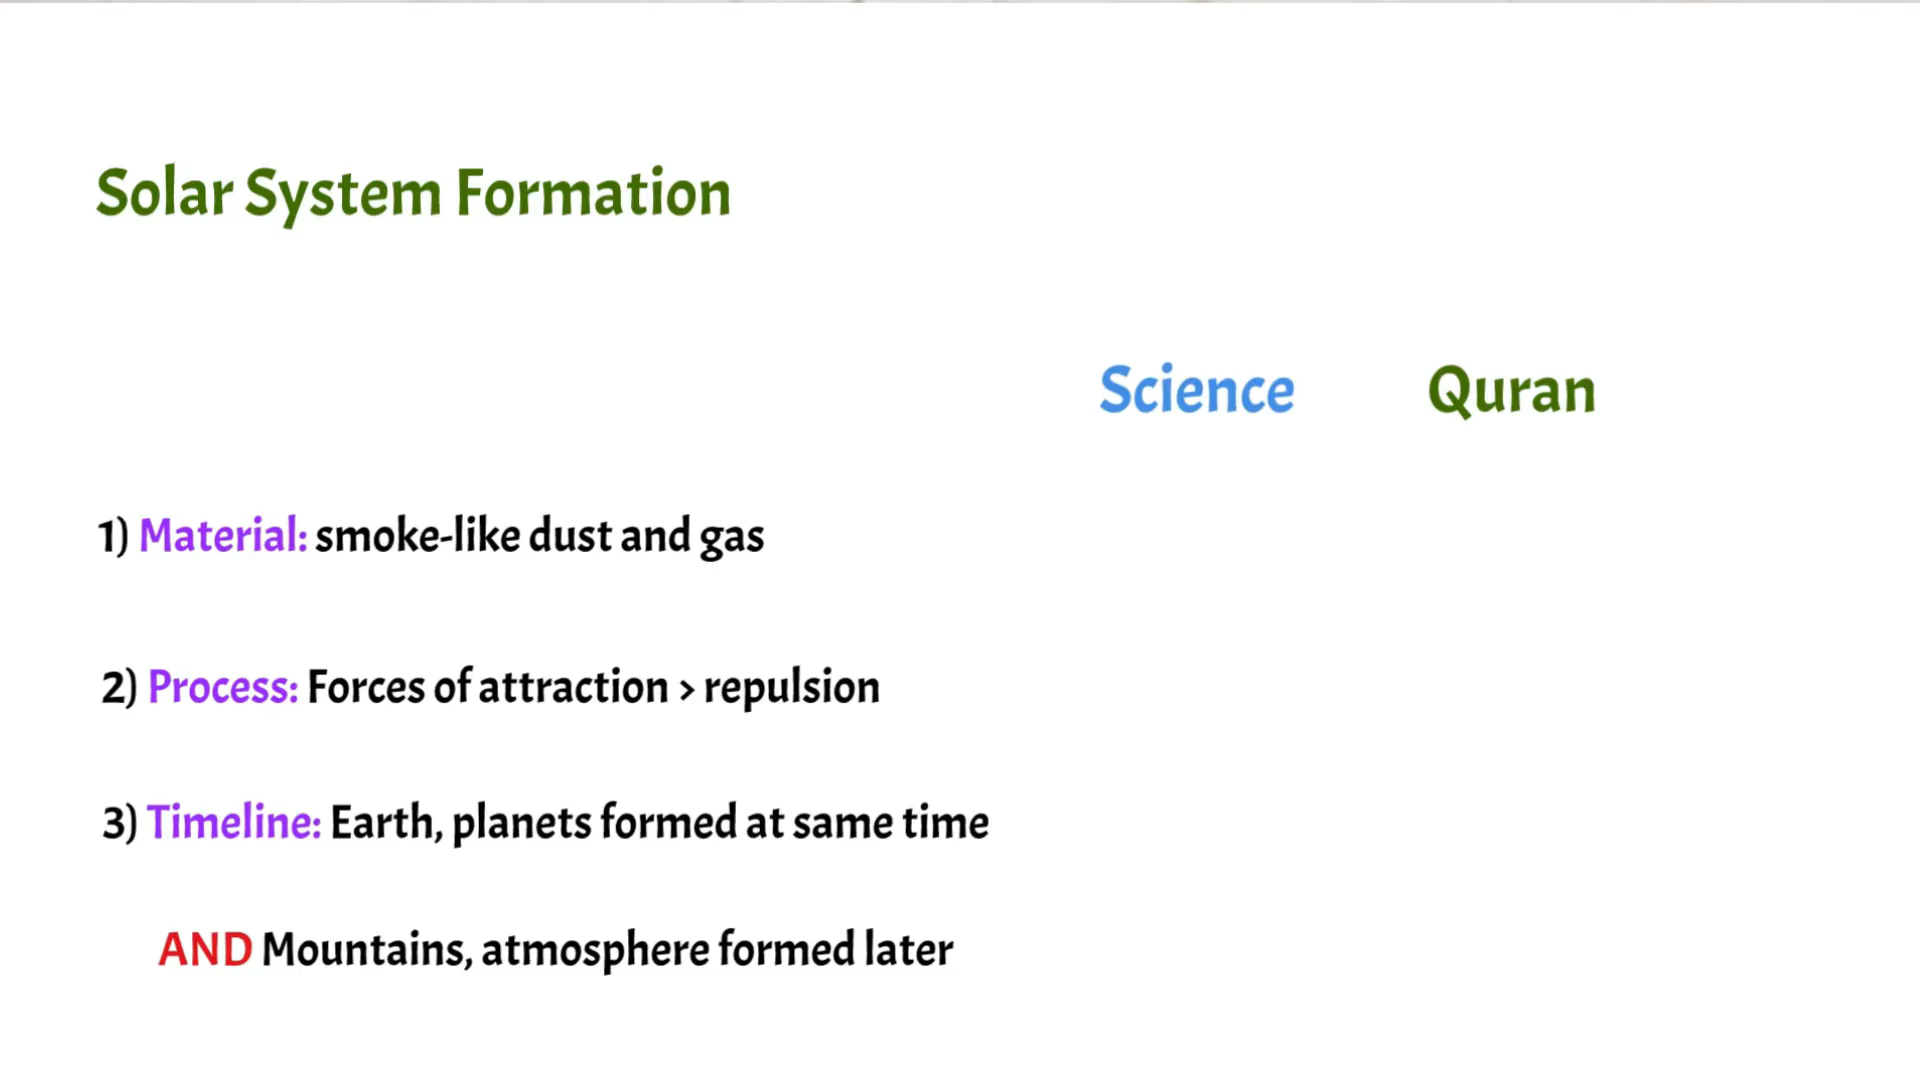 Solar System Formation
Science Quran
1) Material: smoke-like dust and gas
2) Process: Forces of attraction > repulsion
3) Timeline: Earth, planets formed at same time
AND Mountains, atmosphere formed later